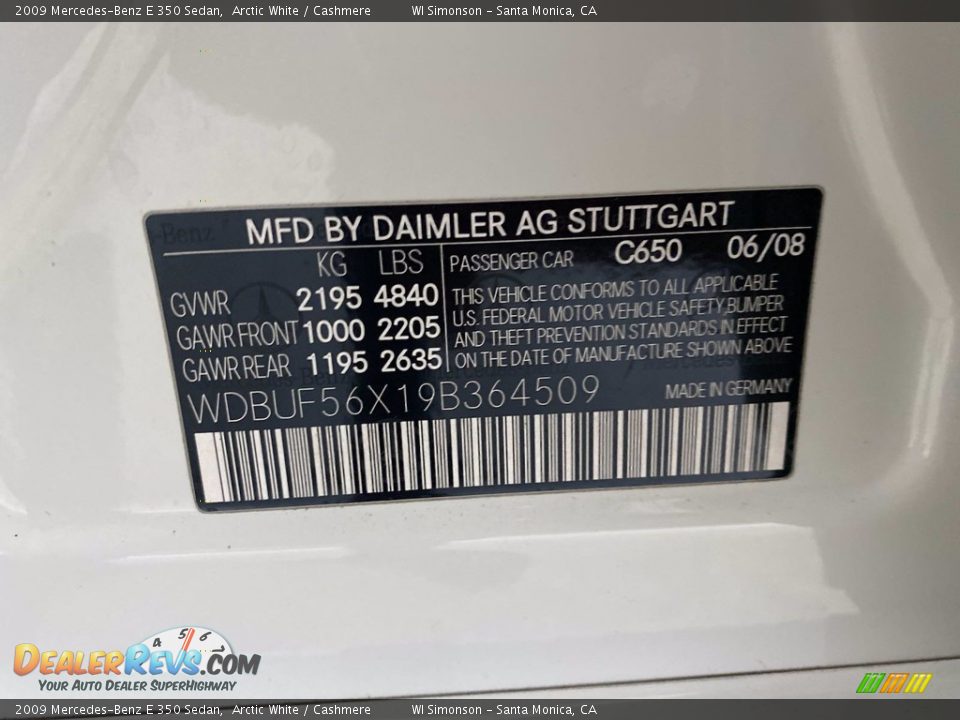 2009 Mercedes-Benz E 350 Sedan, Arctic White / Cashmere WI Simonson - Santa Monica, CA
MFD BY DAIMLER AG STUTTGART
KG LBS PASSENGER CAR C650 06/08
GVWR 2195 4840
GAWR FRONT 1000 2205
GAWR REAR 1195 2635
THIS VEHICLE CONFORMS TO ALL APPLICABLE
U.S. FEDERAL MOTOR VEHICLE SAFETY, BUMPER
AND THEFT PREVENTION STANDARDS IN EFFECT
ON THE DATE OF MANUFACTURE SHOWN ABOVE
WDBUF56X19B364509 MADE IN GERMANY
4 5 6 7
DEALERREVS.COM
YOUR AUTO DEALER SUPERHIGHWAY
2009 Mercedes-Benz E 350 Sedan, Arctic White / Cashmere WI Simonson - Santa Monica, CA